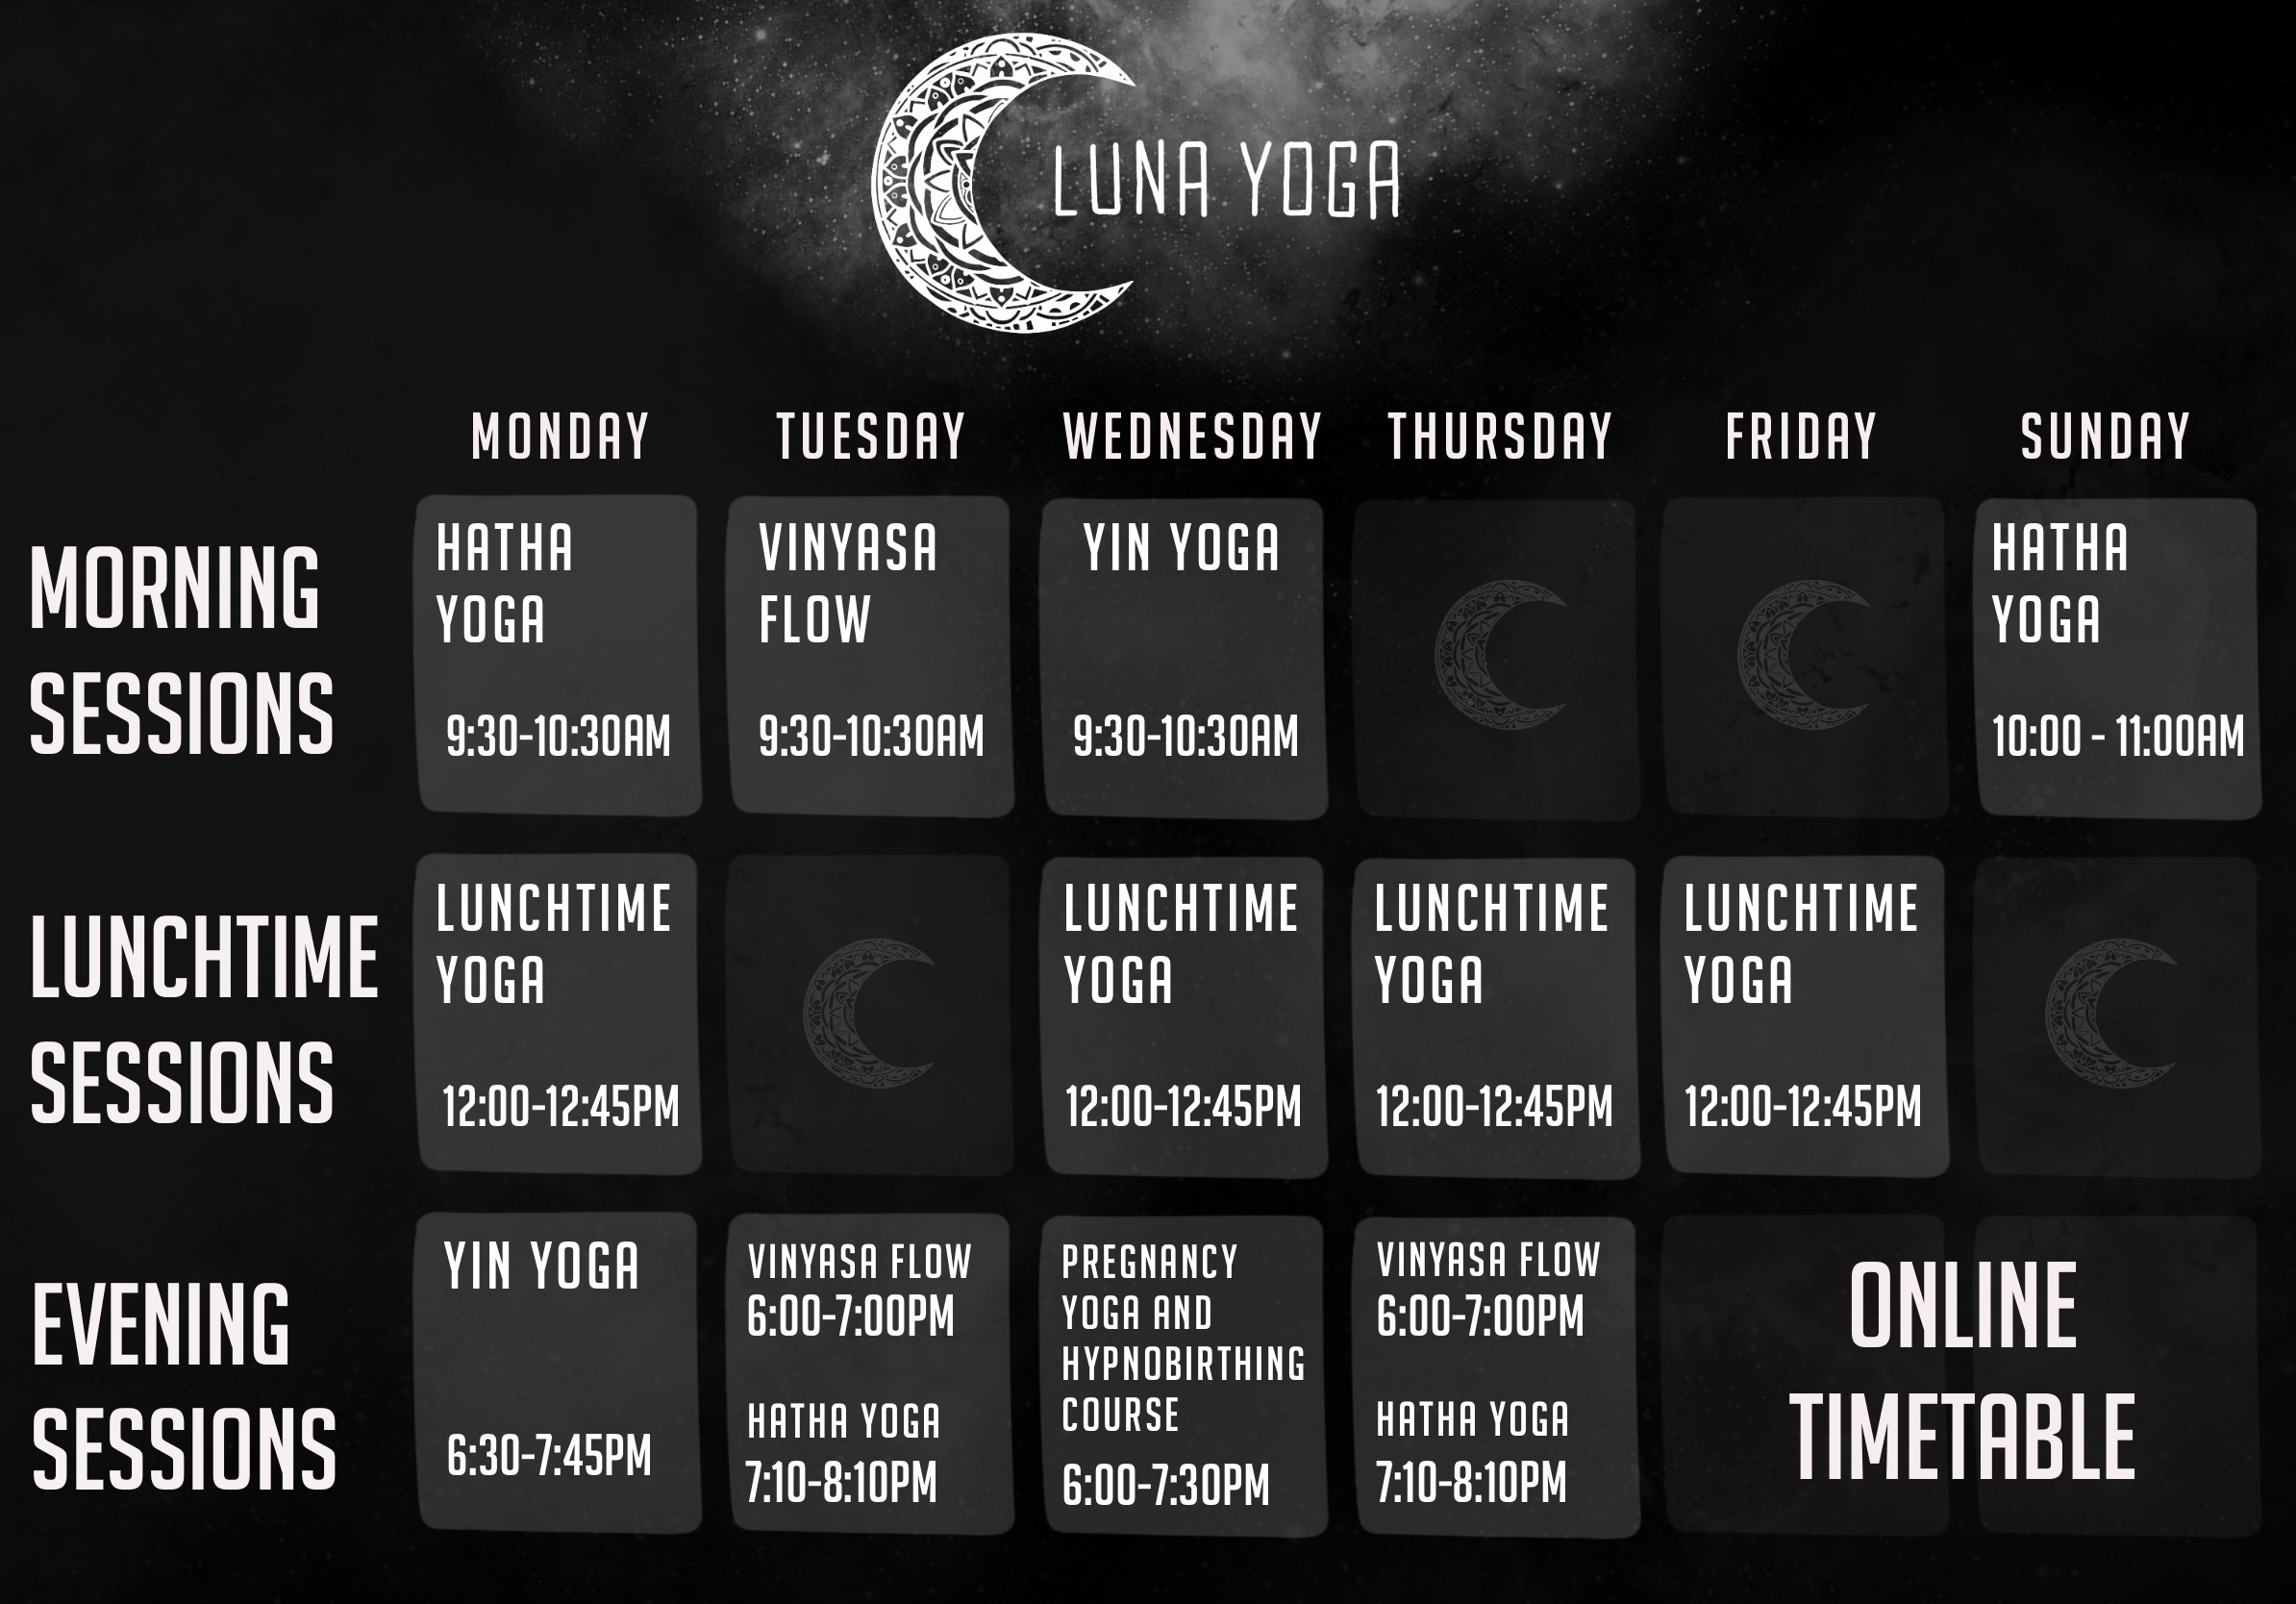 LUNA YOGA
MONDAY TUESDAY WEDNESDAY THURSDAY FRIDAY SUNDAY
MORNING
SESSIONS
HATHA
YOGA
9:30-10:30AM
VINYASA
FLOW
9:30-10:30AM
YIN YOGA
9:30-10:30AM
HATHA
YOGA
10:00 - 11:00AM
LUNCHTIME
SESSIONS
LUNCHTIME
YOGA
12:00-12:45PM
LUNCHTIME
YOGA
12:00-12:45PM
LUNCHTIME
YOGA
12:00-12:45PM
LUNCHTIME
YOGA
12:00-12:45PM
EVENING
SESSIONS
YIN YOGA
6:30-7:45PM
VINYASA FLOW
6:00-7:00PM
HATHA YOGA
7:10-8:10PM
PREGNANCY
YOGA AND
HYPNOBIRTHING
COURSE
6:00-7:30PM
VINYASA FLOW
6:00-7:00PM
HATHA YOGA
7:10-8:10PM
ONLINE
TIMETABLE